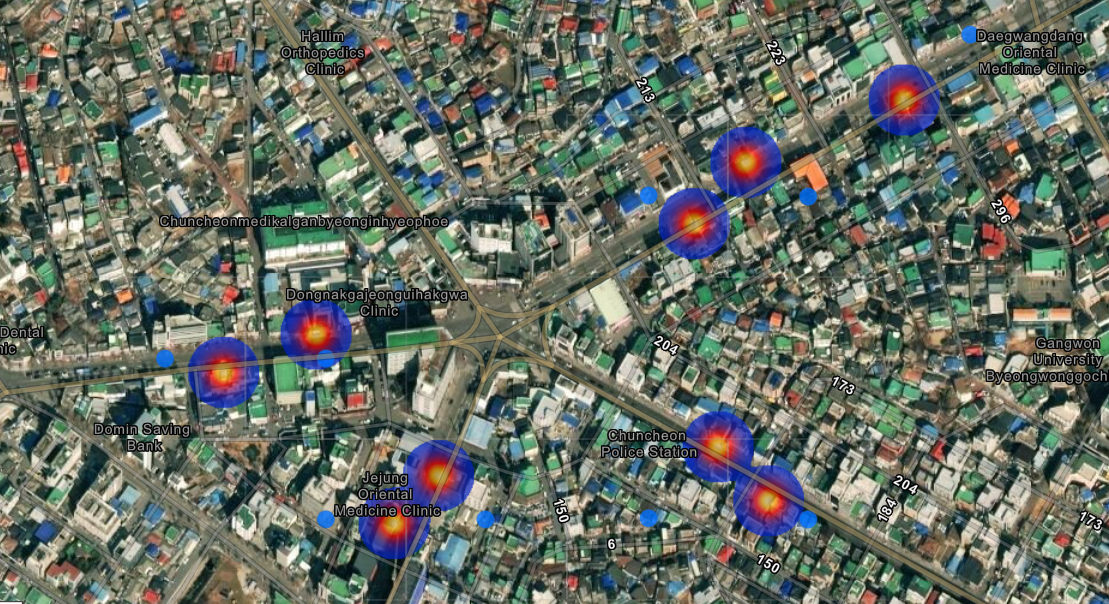 Hallim
Orthopedics
Clinic
223
213
Daegwangdang
Oriental
Medicine Clinic
Chuncheonmedikalganbyeonginhyeophoe
296
Dongnakgajeonguihakgwa
Clinic
Dental
nic
204
173
Gangwon
University
Byeongwonggoch
Domin Saving
Bank
Chuncheon
Police Station
Jejung
Oriental
Medicine Clinic
204
184
150
173
6
150